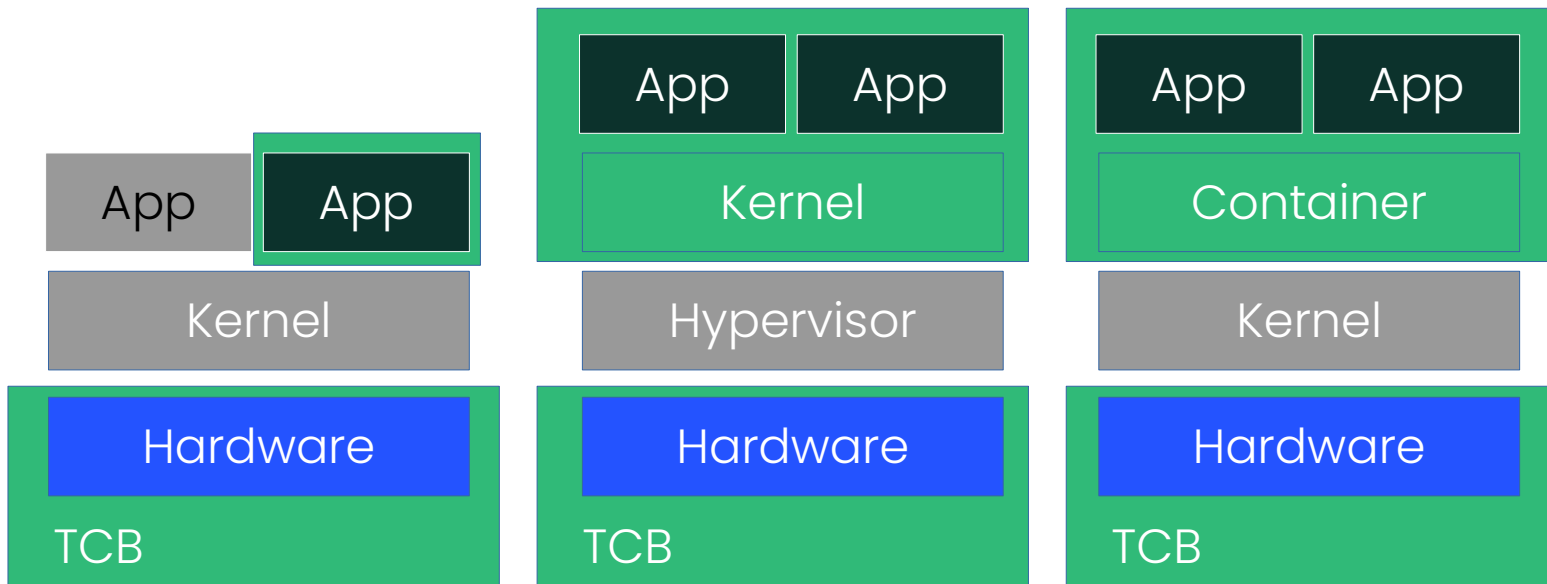 App App
Kernel
Hardware
TCB
App App
Kernel
Hypervisor
Hardware
TCB
App App
Container
Kernel
Hardware
TCB